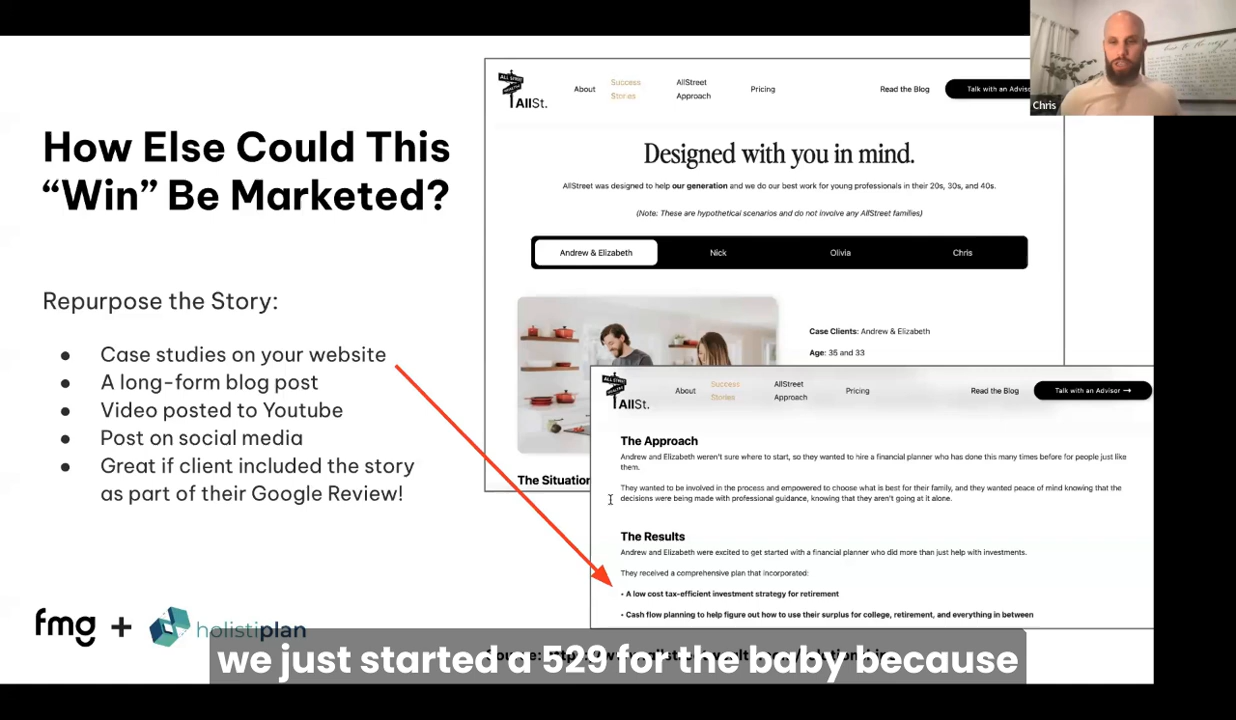 How Else Could This
“Win” Be Marketed?
Repurpose the Story:
● Case studies on your website
● A long-form blog post
● Video posted to Youtube
● Post on social media
● Great if client included the story
as part of their Google Review!
fmg + holistiplan
ALL STREET
AllSt.
About
Success
Stories
AllStreet
Approach
Pricing
Read the Blog
Talk with an Advisor
Designed with you in mind.
AllStreet was designed to help our generation and we do our best work for young professionals in their 20s, 30s, and 40s.
(Note: These are hypothetical scenarios and do not involve any AllStreet families)
Andrew & Elizabeth
Nick
Olivia
Chris
Case Clients: Andrew & Elizabeth
Age: 35 and 33
The Situation
ALL STREET
AllSt.
About
Success
Stories
AllStreet
Approach
Pricing
Read the Blog
Talk with an Advisor →
The Approach
Andrew and Elizabeth weren't sure where to start, so they wanted to hire a financial planner who has done this many times before for people just like
them.
They wanted to be involved in the process and empowered to choose what is best for their family, and they wanted peace of mind knowing that the
decisions were being made with professional guidance, knowing that they aren't going at it alone.
The Results
Andrew and Elizabeth were excited to get started with a financial planner who did more than just help with investments.
They received a comprehensive plan that incorporated:
• A low cost tax-efficient investment strategy for retirement
• Cash flow planning to help figure out how to use their surplus for college, retirement, and everything in between
Chris
we just started a 529 for the baby because